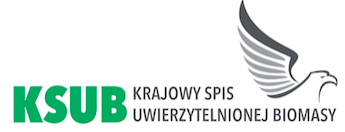 KSUB KRAJOWY SPIS
UWIERZYTELNIONEJ BIOMASY